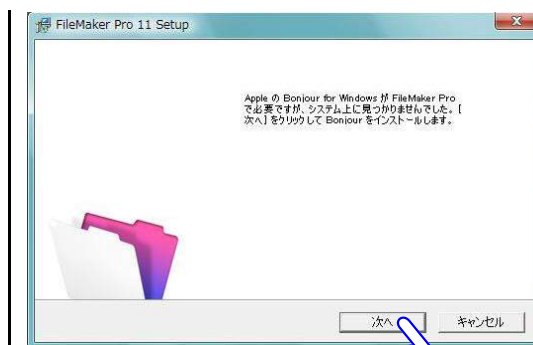 FileMaker Pro 11 Setup
Apple の Bonjour for Windows が FileMaker Pro
で必要ですが、システム上に見つかりませんでした。[
次へ] をクリックして Bonjour をインストールします。
次へ
キャンセル